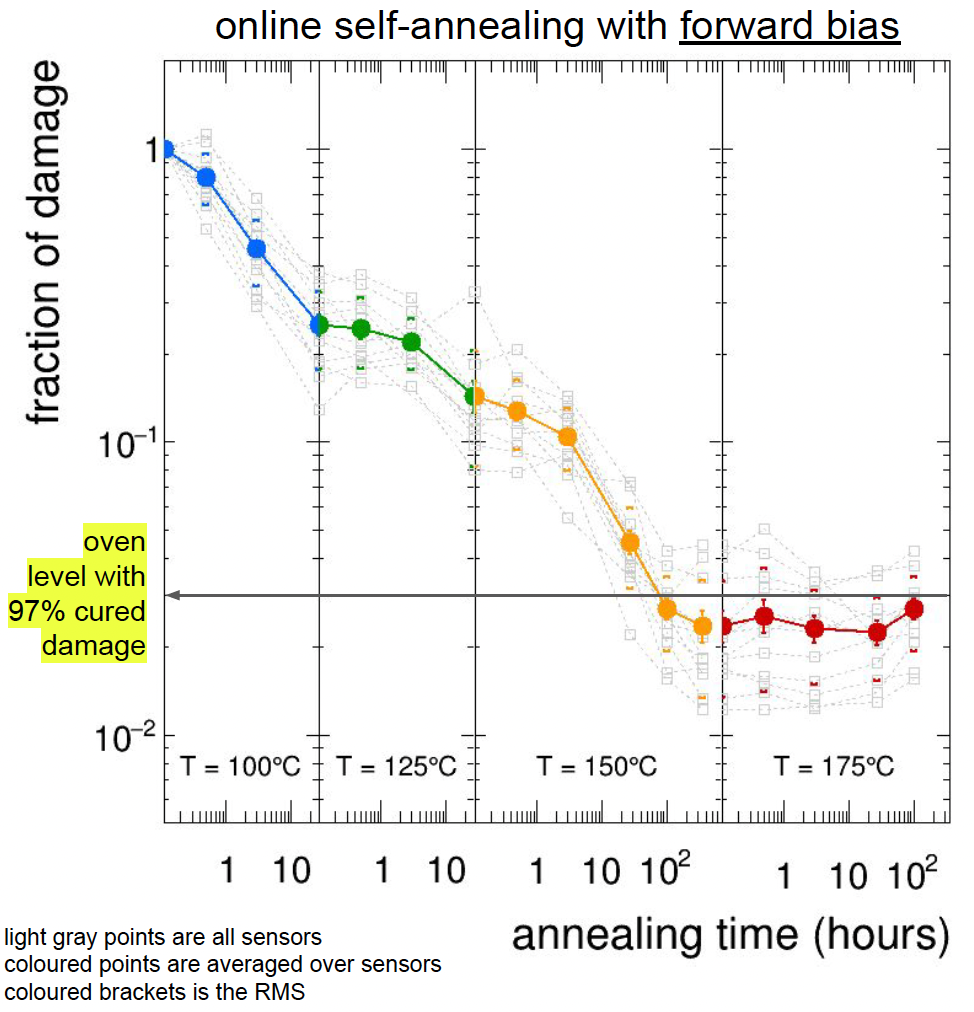 online self-annealing with forward bias
fraction of damage
1
10⁻¹
10⁻²
oven
level with
97% cured
damage
T = 100°C
T = 125°C
T = 150°C
T = 175°C
1 10 1 10 1 10 10² 1 10 10²
annealing time (hours)
light gray points are all sensors
coloured points are averaged over sensors
coloured brackets is the RMS